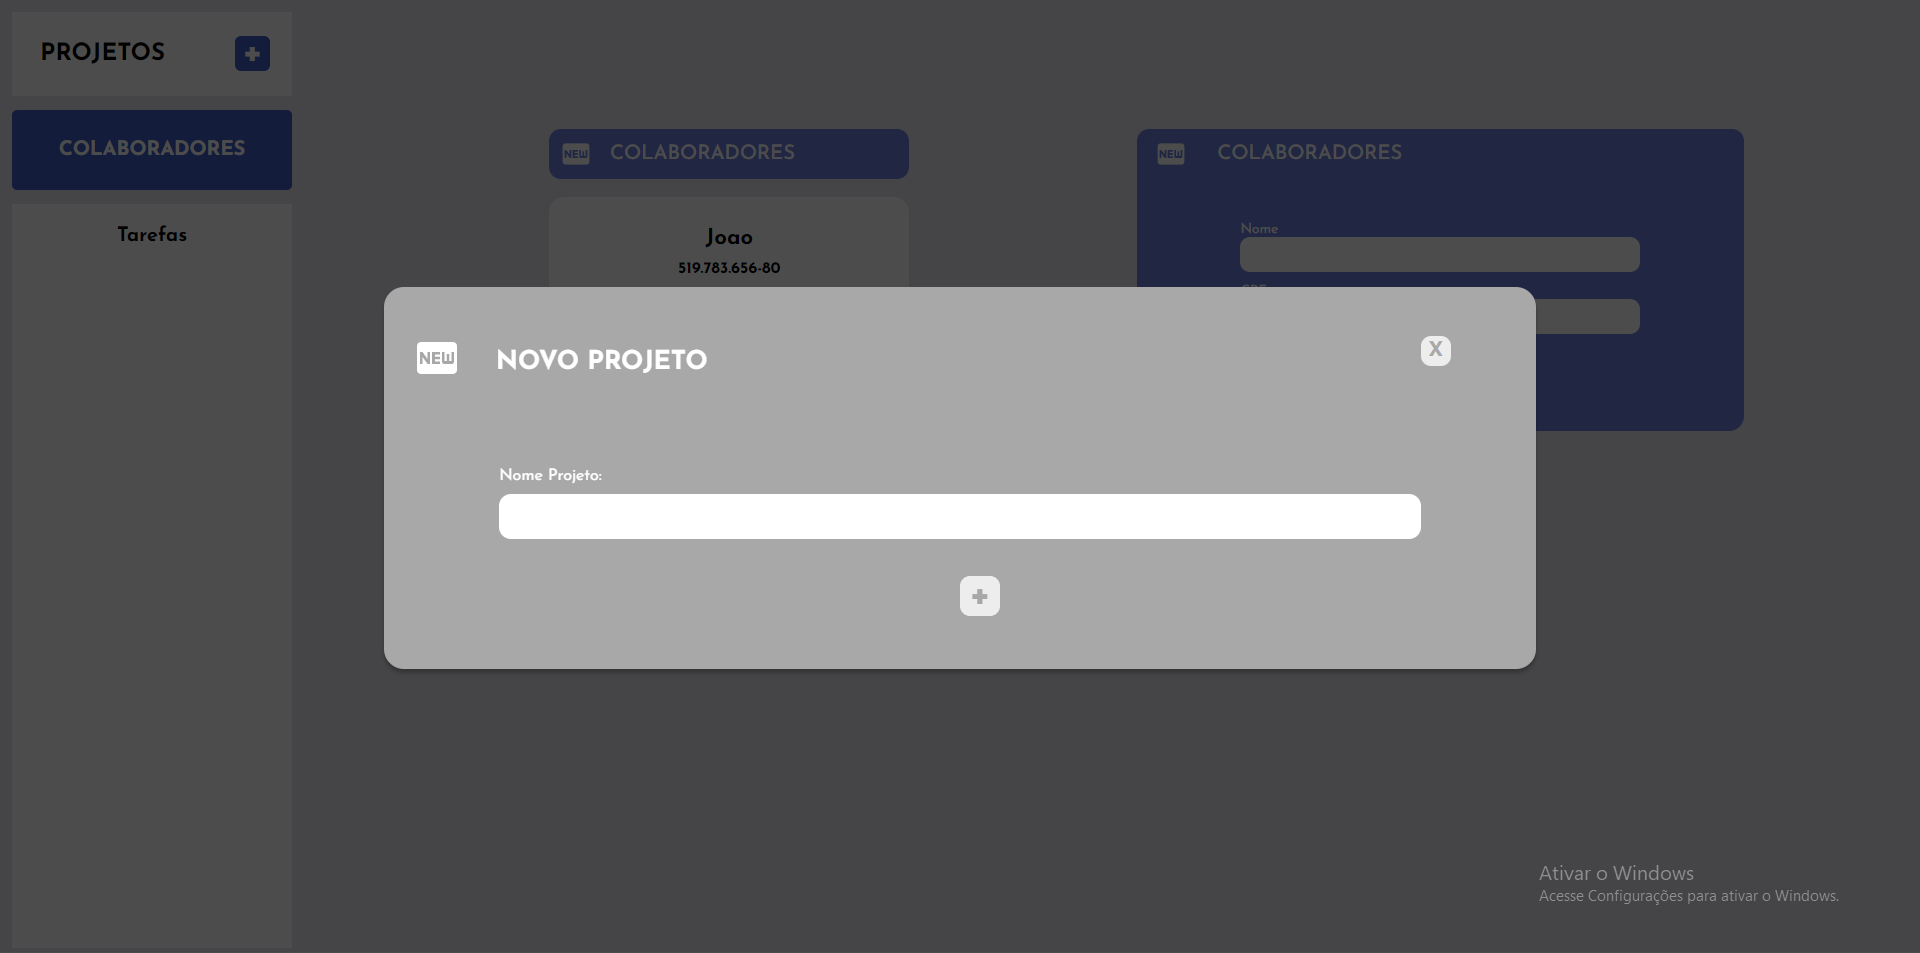 PROJETOS
COLABORADORES
Tarefas
NEW COLABORADORES
Joao
519.783.656-80
NEW COLABORADORES
Nome
NEW NOVO PROJETO
X
Nome Projeto:
Ativar o Windows
Acesse Configurações para ativar o Windows.